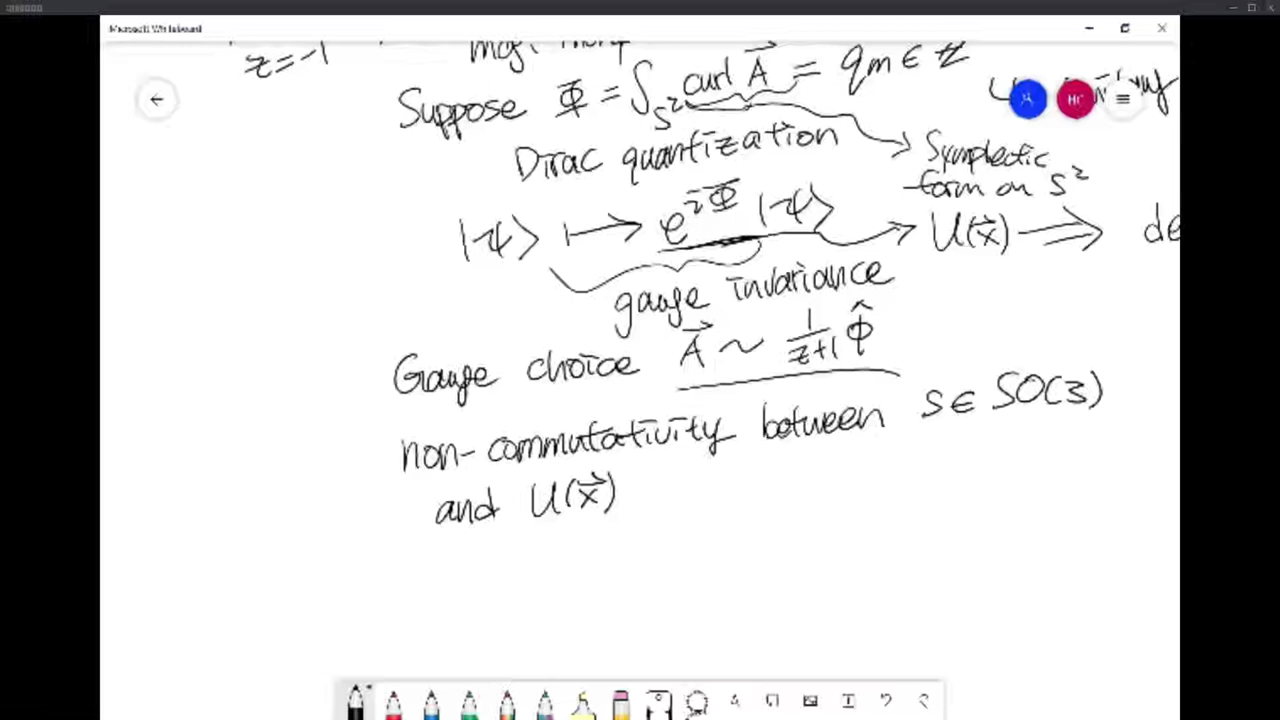 Microsoft Whiteboard
z=-1
Suppose Φ = ∫_{S²} curl A⃗ = qm ∈ ℤ
HC
Dirac quantization
Symplectic
form on S²
|ψ⟩ ↦ e^{iΦ} |ψ⟩ → U(x⃗) ⟹ de
gauge invariance
Gauge choice A⃗ ~ 1/(z+1) φ̂
non-commutativity between S ∈ SO(3)
and U(x⃗)